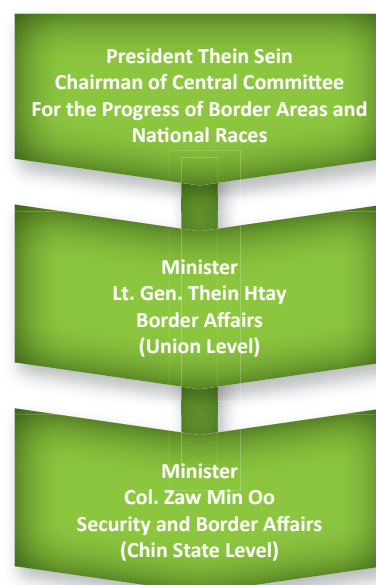 President Thein Sein
Chairman of Central Committee
For the Progress of Border Areas and
National Races
Minister
Lt. Gen. Thein Htay
Border Affairs
(Union Level)
Minister
Col. Zaw Min Oo
Security and Border Affairs
(Chin State Level)